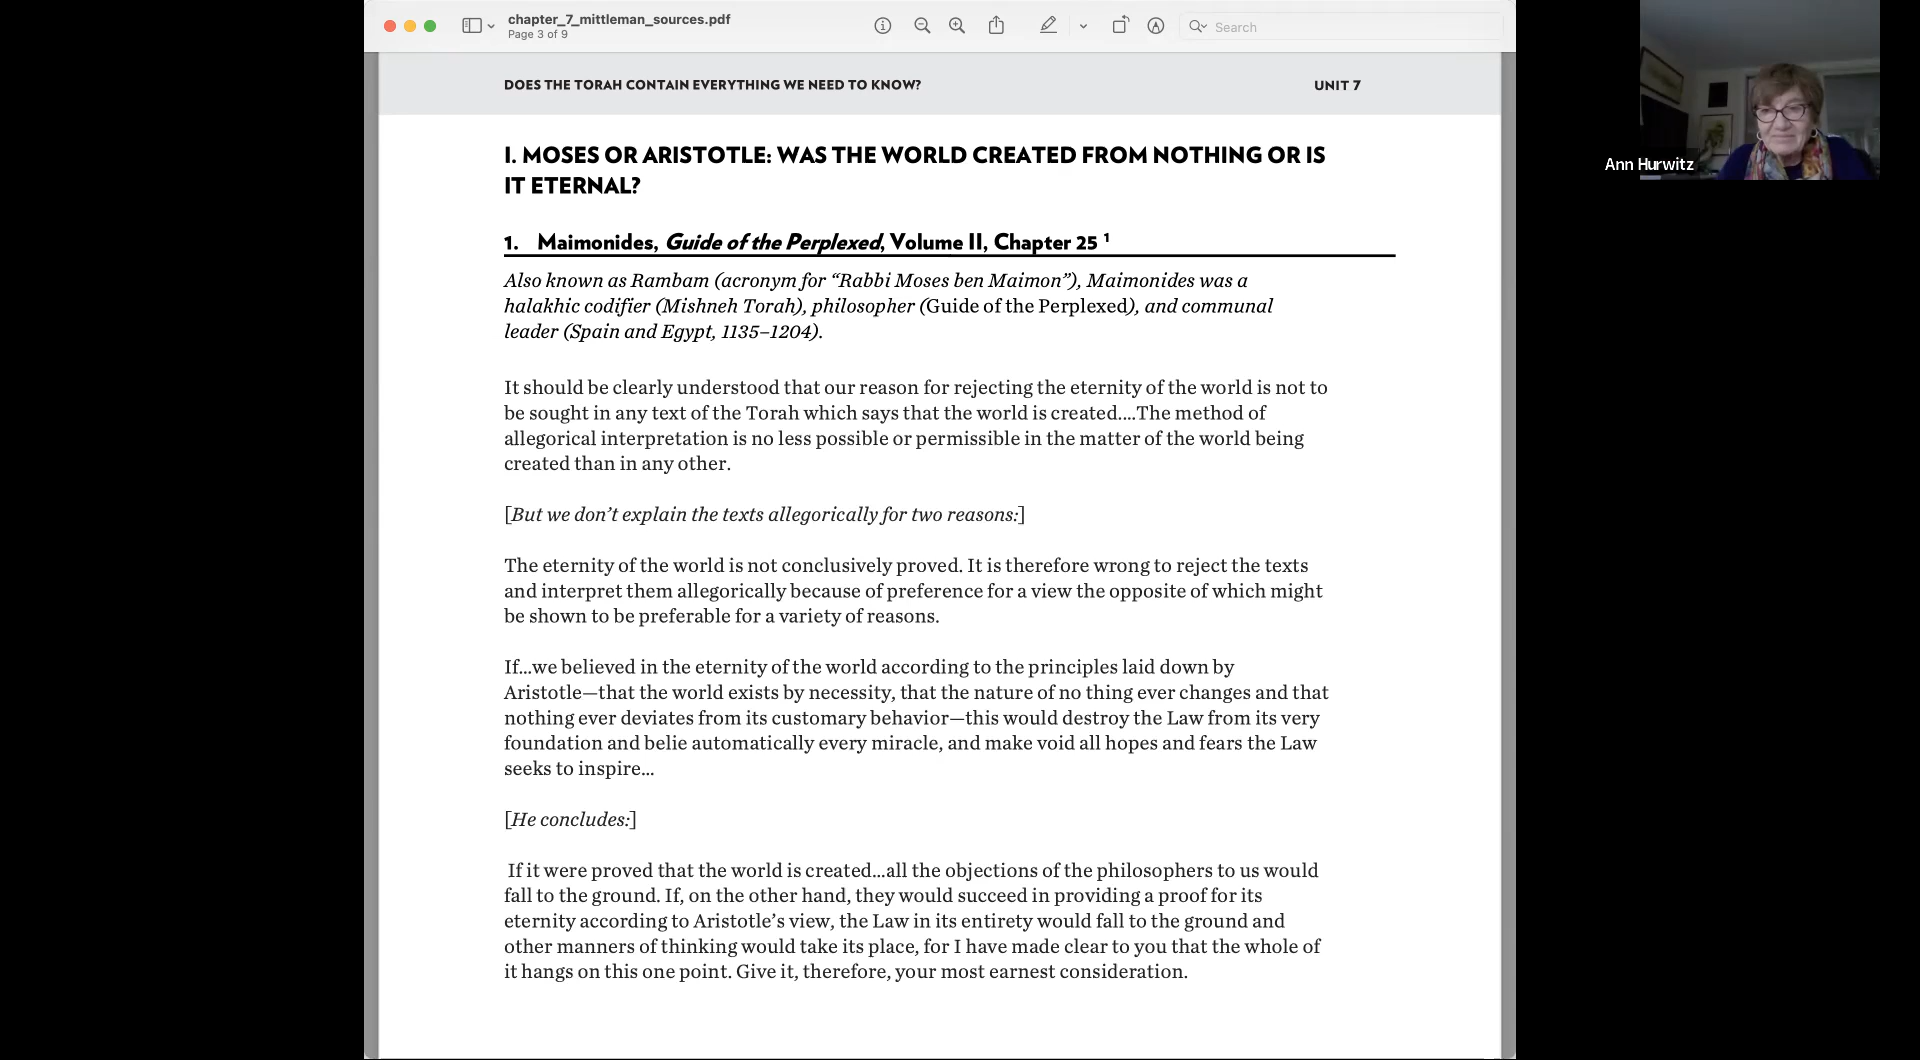 chapter_7_mittleman_sources.pdf
Page 3 of 9
Search
DOES THE TORAH CONTAIN EVERYTHING WE NEED TO KNOW?
UNIT 7
I. MOSES OR ARISTOTLE: WAS THE WORLD CREATED FROM NOTHING OR IS
IT ETERNAL?
1. Maimonides, Guide of the Perplexed, Volume II, Chapter 25 1
Also known as Rambam (acronym for “Rabbi Moses ben Maimon”), Maimonides was a
halakhic codifier (Mishneh Torah), philosopher (Guide of the Perplexed), and communal
leader (Spain and Egypt, 1135–1204).
It should be clearly understood that our reason for rejecting the eternity of the world is not to
be sought in any text of the Torah which says that the world is created....The method of
allegorical interpretation is no less possible or permissible in the matter of the world being
created than in any other.
[But we don’t explain the texts allegorically for two reasons:]
The eternity of the world is not conclusively proved. It is therefore wrong to reject the texts
and interpret them allegorically because of preference for a view the opposite of which might
be shown to be preferable for a variety of reasons.
If...we believed in the eternity of the world according to the principles laid down by
Aristotle—that the world exists by necessity, that the nature of no thing ever changes and that
nothing ever deviates from its customary behavior—this would destroy the Law from its very
foundation and belie automatically every miracle, and make void all hopes and fears the Law
seeks to inspire...
[He concludes:]
If it were proved that the world is created...all the objections of the philosophers to us would
fall to the ground. If, on the other hand, they would succeed in providing a proof for its
eternity according to Aristotle’s view, the Law in its entirety would fall to the ground and
other manners of thinking would take its place, for I have made clear to you that the whole of
it hangs on this one point. Give it, therefore, your most earnest consideration.
Ann Hurwitz